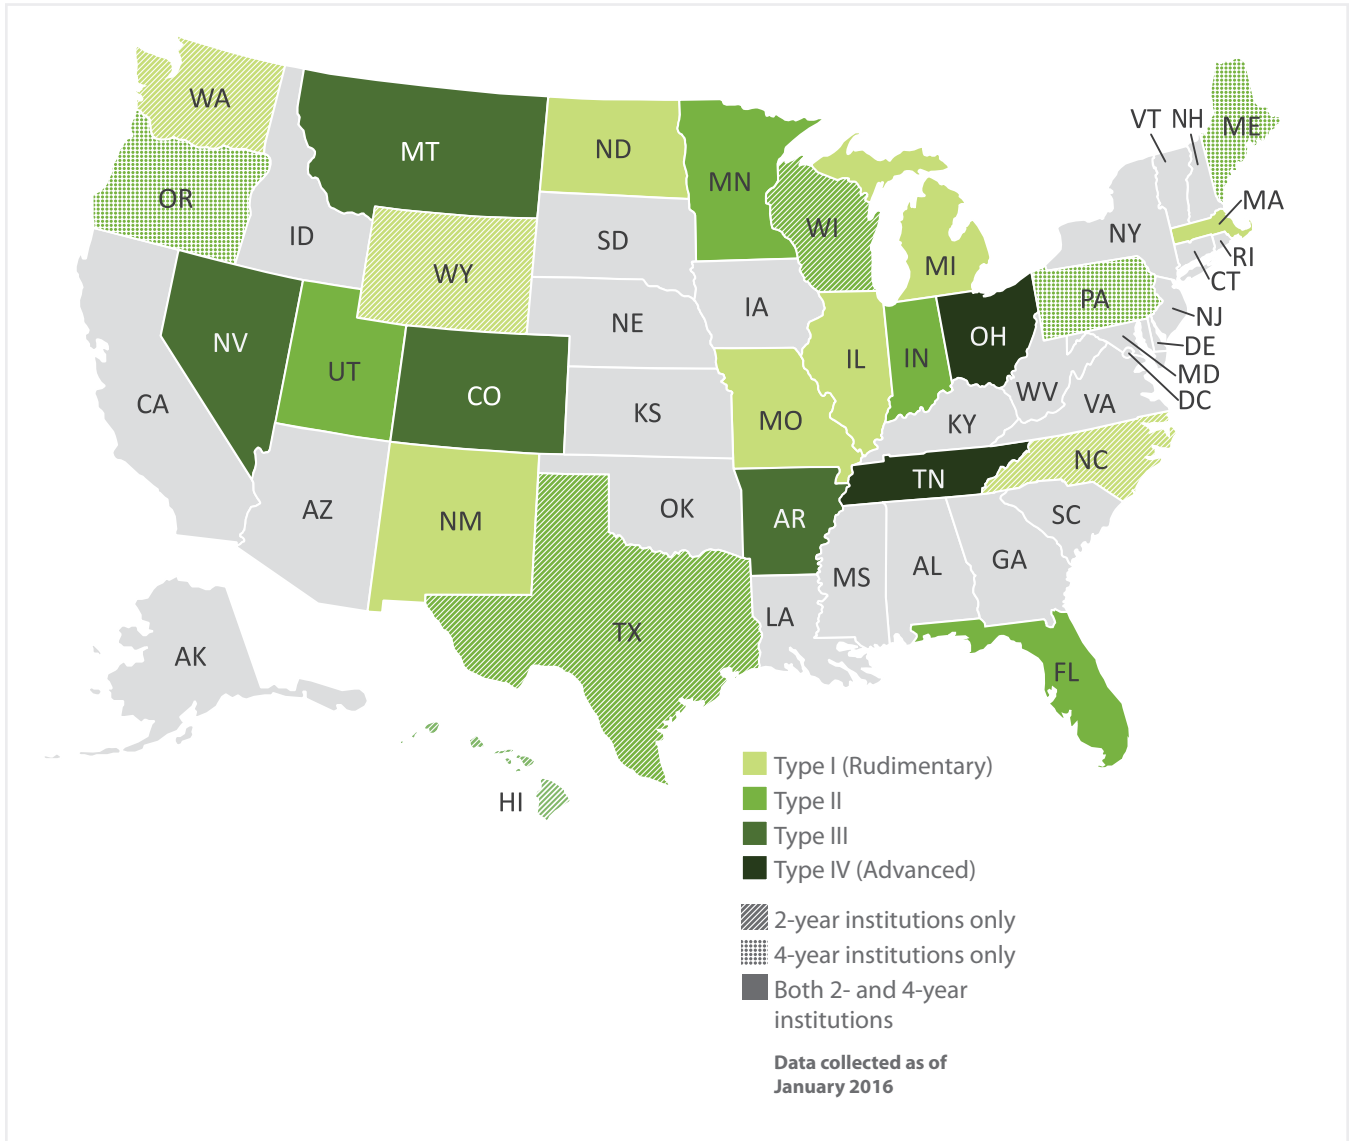 WA
MT
ND
MN
OR
ID
WY
SD
WI
MI
VT
NH
ME
MA
NY
RI
CT
PA
NJ
DE
MD
DC
NV
UT
CO
NE
IA
IL
IN
OH
CA
KS
MO
KY
WV
VA
AZ
NM
OK
AR
TN
NC
SC
MS
AL
GA
LA
TX
FL
AK
HI
Type I (Rudimentary)
Type II
Type III
Type IV (Advanced)
2-year institutions only
4-year institutions only
Both 2- and 4-year
institutions
Data collected as of
January 2016